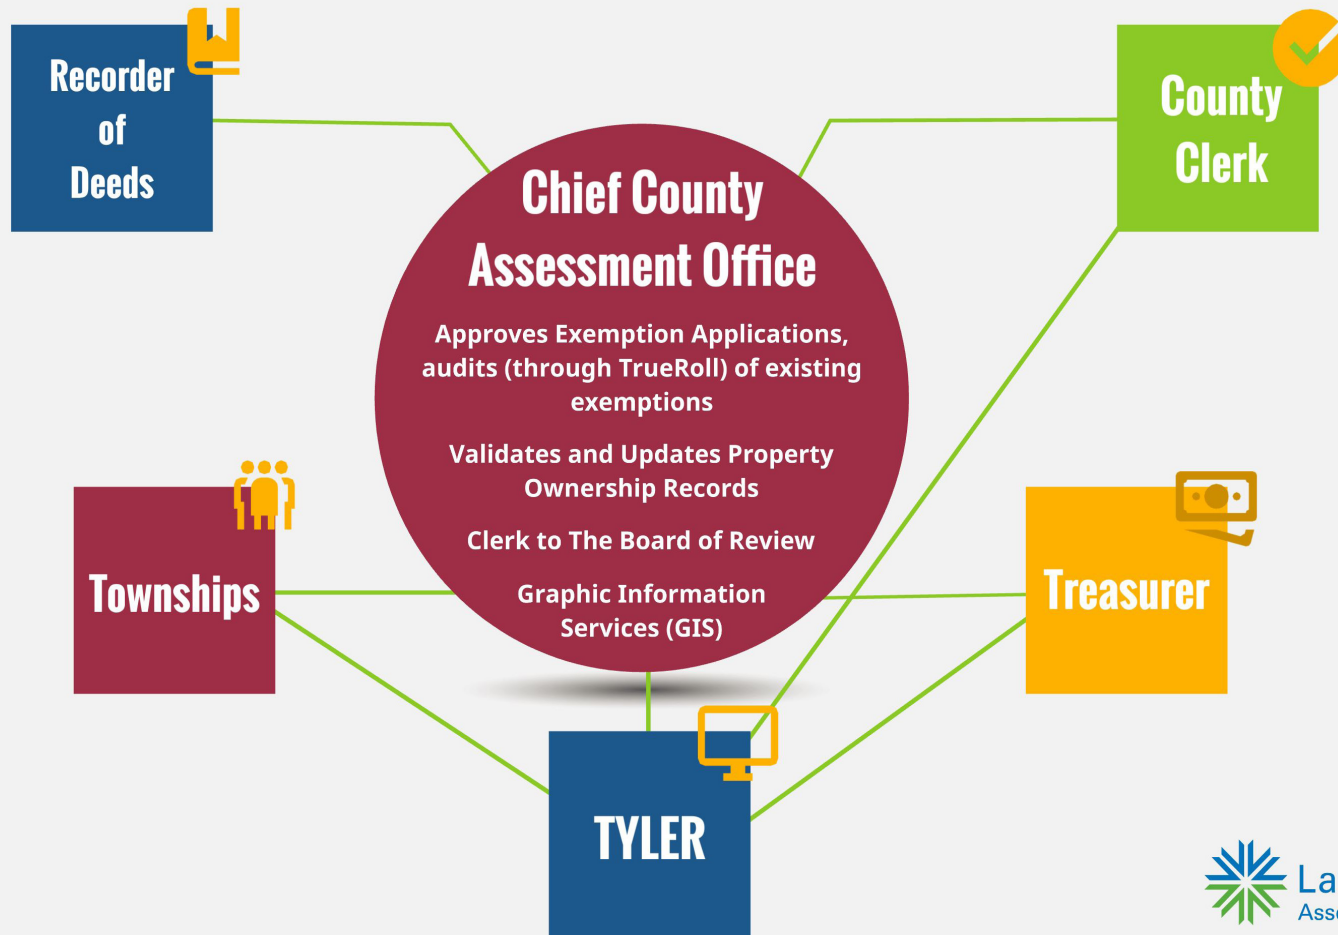 Recorder
of
Deeds
County
Clerk
Chief County
Assessment Office
Approves Exemption Applications,
audits (through TrueRoll) of existing
exemptions
Validates and Updates Property
Ownership Records
Clerk to The Board of Review
Graphic Information
Services (GIS)
Townships
Treasurer
TYLER